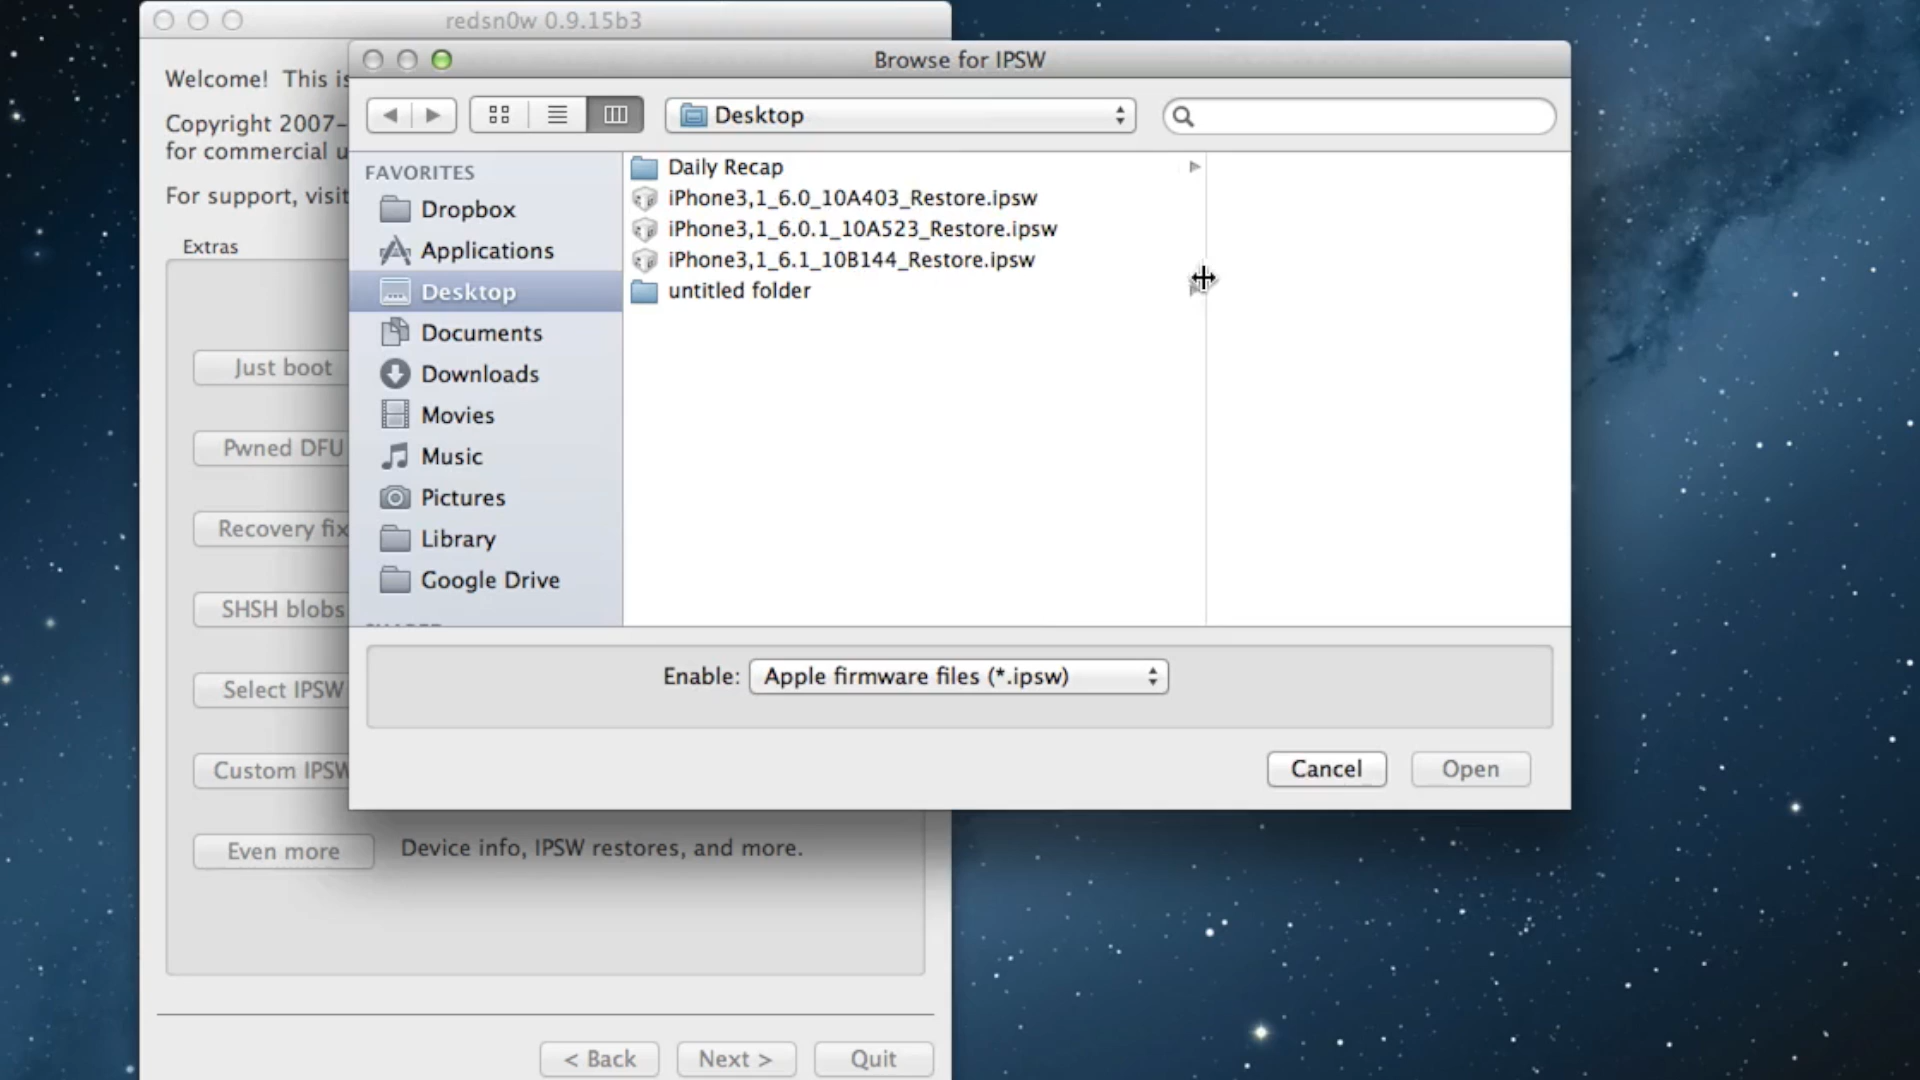 redsn0w 0.9.15b3
Browse for IPSW
Welcome! This is
Copyright 2007-
for commercial u
For support, visit
Extras
Just boot
Pwned DFU
Recovery fix
SHSH blobs
Select IPSW
Custom IPSW
Even more
Device info, IPSW restores, and more.
< Back
Next >
Quit
Desktop
FAVORITES
Dropbox
Applications
Desktop
Documents
Downloads
Movies
Music
Pictures
Library
Google Drive
Daily Recap
iPhone3,1_6.0_10A403_Restore.ipsw
iPhone3,1_6.0.1_10A523_Restore.ipsw
iPhone3,1_6.1_10B144_Restore.ipsw
untitled folder
Enable: Apple firmware files (*.ipsw)
Cancel
Open